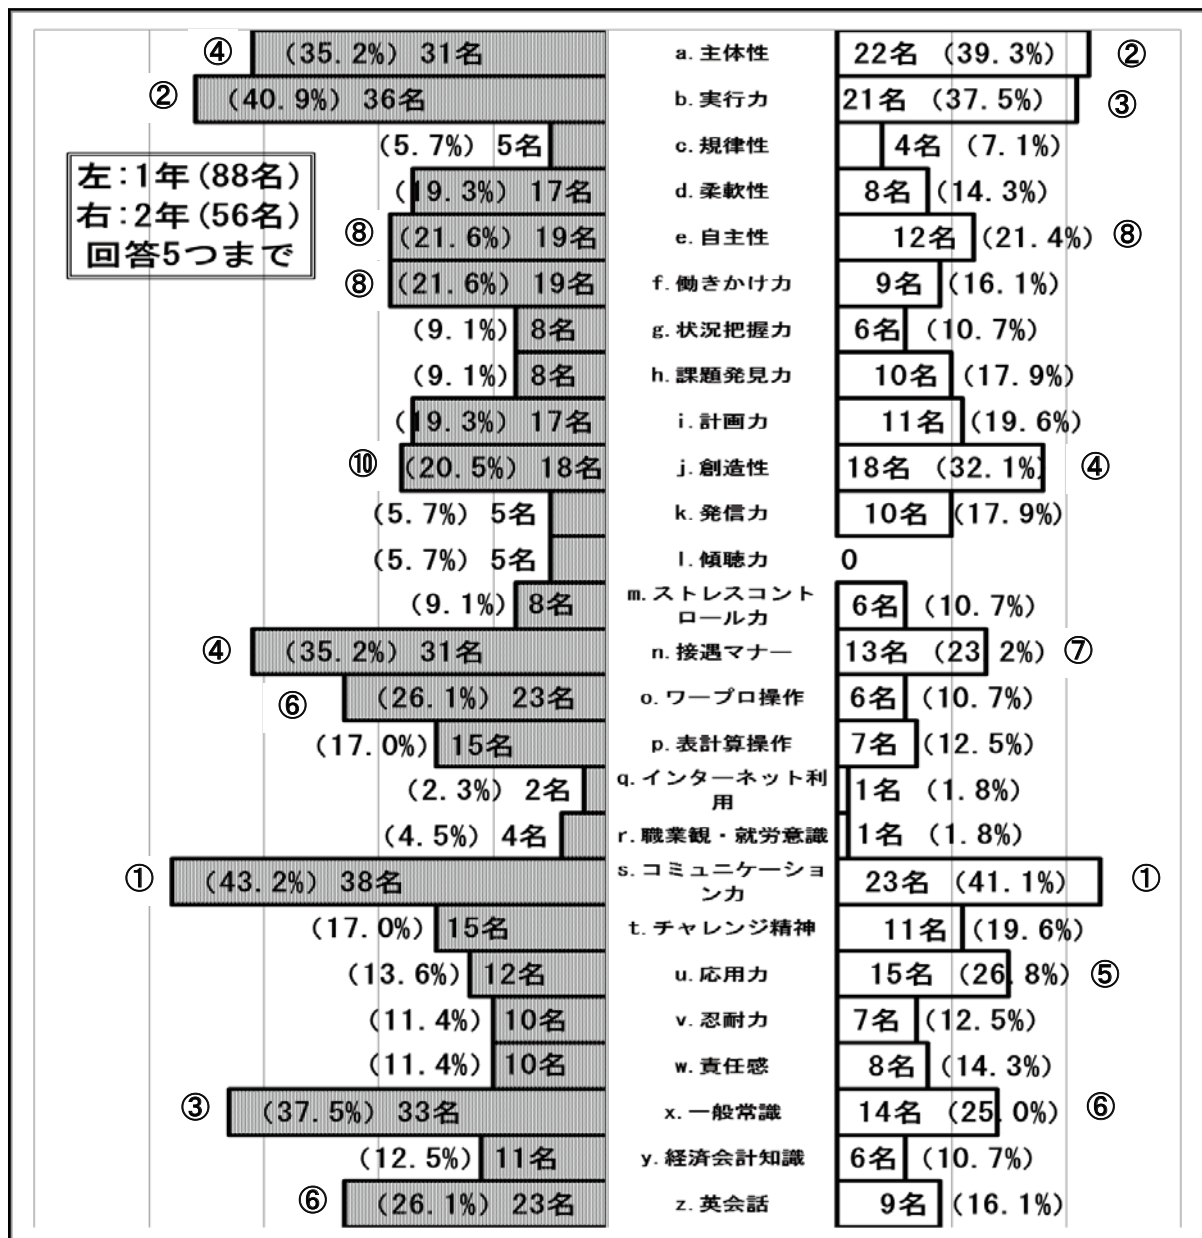 ④ (35.2%) 31名 a.主体性 22名 (39.3%) ②
② (40.9%) 36名 b.実行力 21名 (37.5%) ③
(5.7%) 5名 c.規律性 4名 (7.1%)
左:1年(88名)
右:2年(56名)
回答5つまで
(19.3%) 17名 d.柔軟性 8名 (14.3%)
⑧ (21.6%) 19名 e.自主性 12名 (21.4%) ⑧
⑧ (21.6%) 19名 f.働きかけ力 9名 (16.1%)
(9.1%) 8名 g.状況把握力 6名 (10.7%)
(9.1%) 8名 h.課題発見力 10名 (17.9%)
(19.3%) 17名 i.計画力 11名 (19.6%)
⑩ (20.5%) 18名 j.創造性 18名 (32.1%) ④
(5.7%) 5名 k.発信力 10名 (17.9%)
(5.7%) 5名 l.傾聴力 0
(9.1%) 8名 m.ストレスコント
ロール力 6名 (10.7%)
④ (35.2%) 31名 n.接遇マナー 13名 (23.2%) ⑦
⑥ (26.1%) 23名 o.ワープロ操作 6名 (10.7%)
(17.0%) 15名 p.表計算操作 7名 (12.5%)
(2.3%) 2名 q.インターネット利
用 1名 (1.8%)
(4.5%) 4名 r.職業観・就労意識 1名 (1.8%)
① (43.2%) 38名 s.コミュニケーショ
ン力 23名 (41.1%) ①
(17.0%) 15名 t.チャレンジ精神 11名 (19.6%)
(13.6%) 12名 u.応用力 15名 (26.8%) ⑤
(11.4%) 10名 v.忍耐力 7名 (12.5%)
(11.4%) 10名 w.責任感 8名 (14.3%)
③ (37.5%) 33名 x.一般常識 14名 (25.0%) ⑥
(12.5%) 11名 y.経済会計知識 6名 (10.7%)
⑥ (26.1%) 23名 z.英会話 9名 (16.1%)